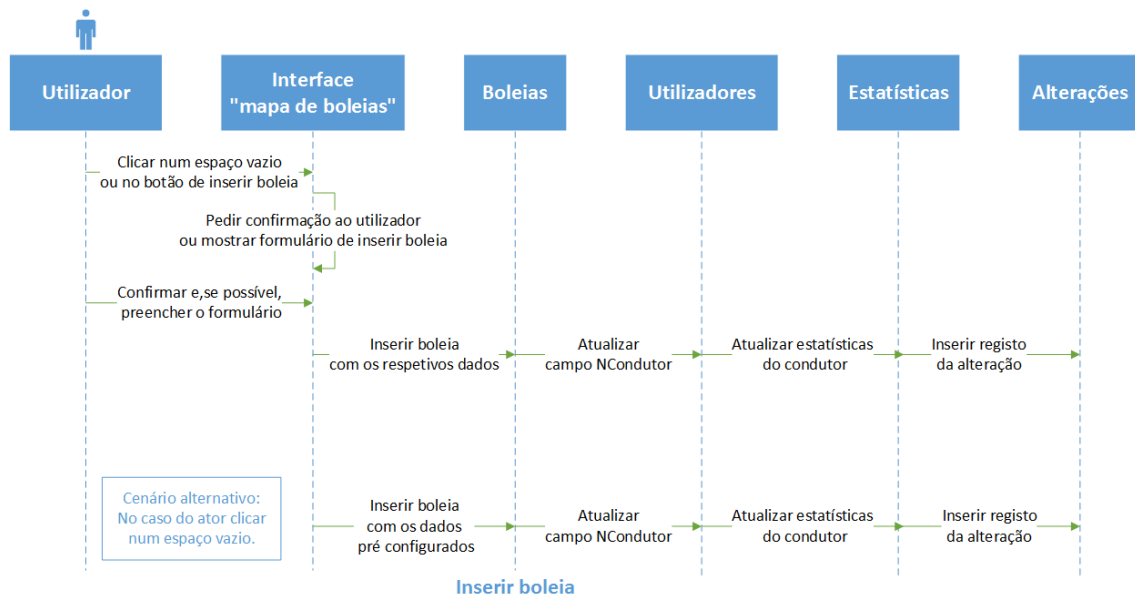 Utilizador
Interface
"mapa de boleias"
Boleias
Utilizadores
Estatísticas
Alterações
Clicar num espaço vazio
ou no botão de inserir boleia
Pedir confirmação ao utilizador
ou mostrar formulário de inserir boleia
Confirmar e,se possível,
preencher o formulário
Inserir boleia
com os respetivos dados
Atualizar
campo NCondutor
Atualizar estatísticas
do condutor
Inserir registo
da alteração
Cenário alternativo:
No caso do ator clicar
num espaço vazio.
Inserir boleia
com os dados
pré configurados
Atualizar
campo NCondutor
Atualizar estatísticas
do condutor
Inserir registo
da alteração
Inserir boleia